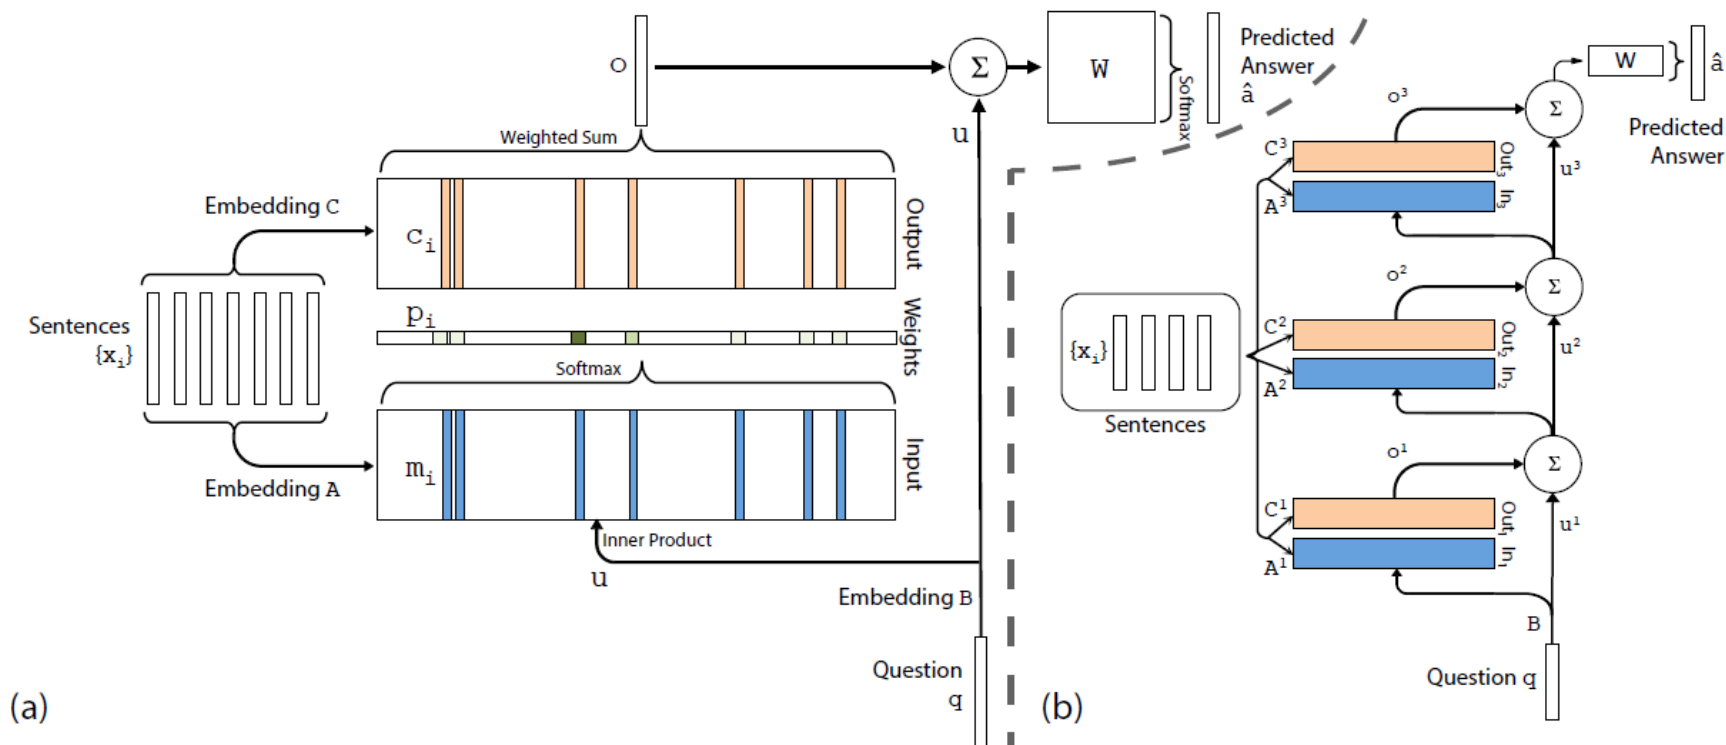 O
Σ
W
Softmax
Predicted
Answer
â
u
Weighted Sum
Embedding C
c_i
Output
Sentences
{x_i}
p_i
Weights
Softmax
Embedding A
m_i
Input
Inner Product
u
Embedding B
Question
q
(a)
W
â
Predicted
Answer
o³
Σ
C³
Out₃
A³
In₃
u³
o²
Σ
C²
Out₂
A²
In₂
u²
{x_i}
Sentences
o¹
Σ
C¹
Out₁
A¹
In₁
u¹
B
Question q
(b)